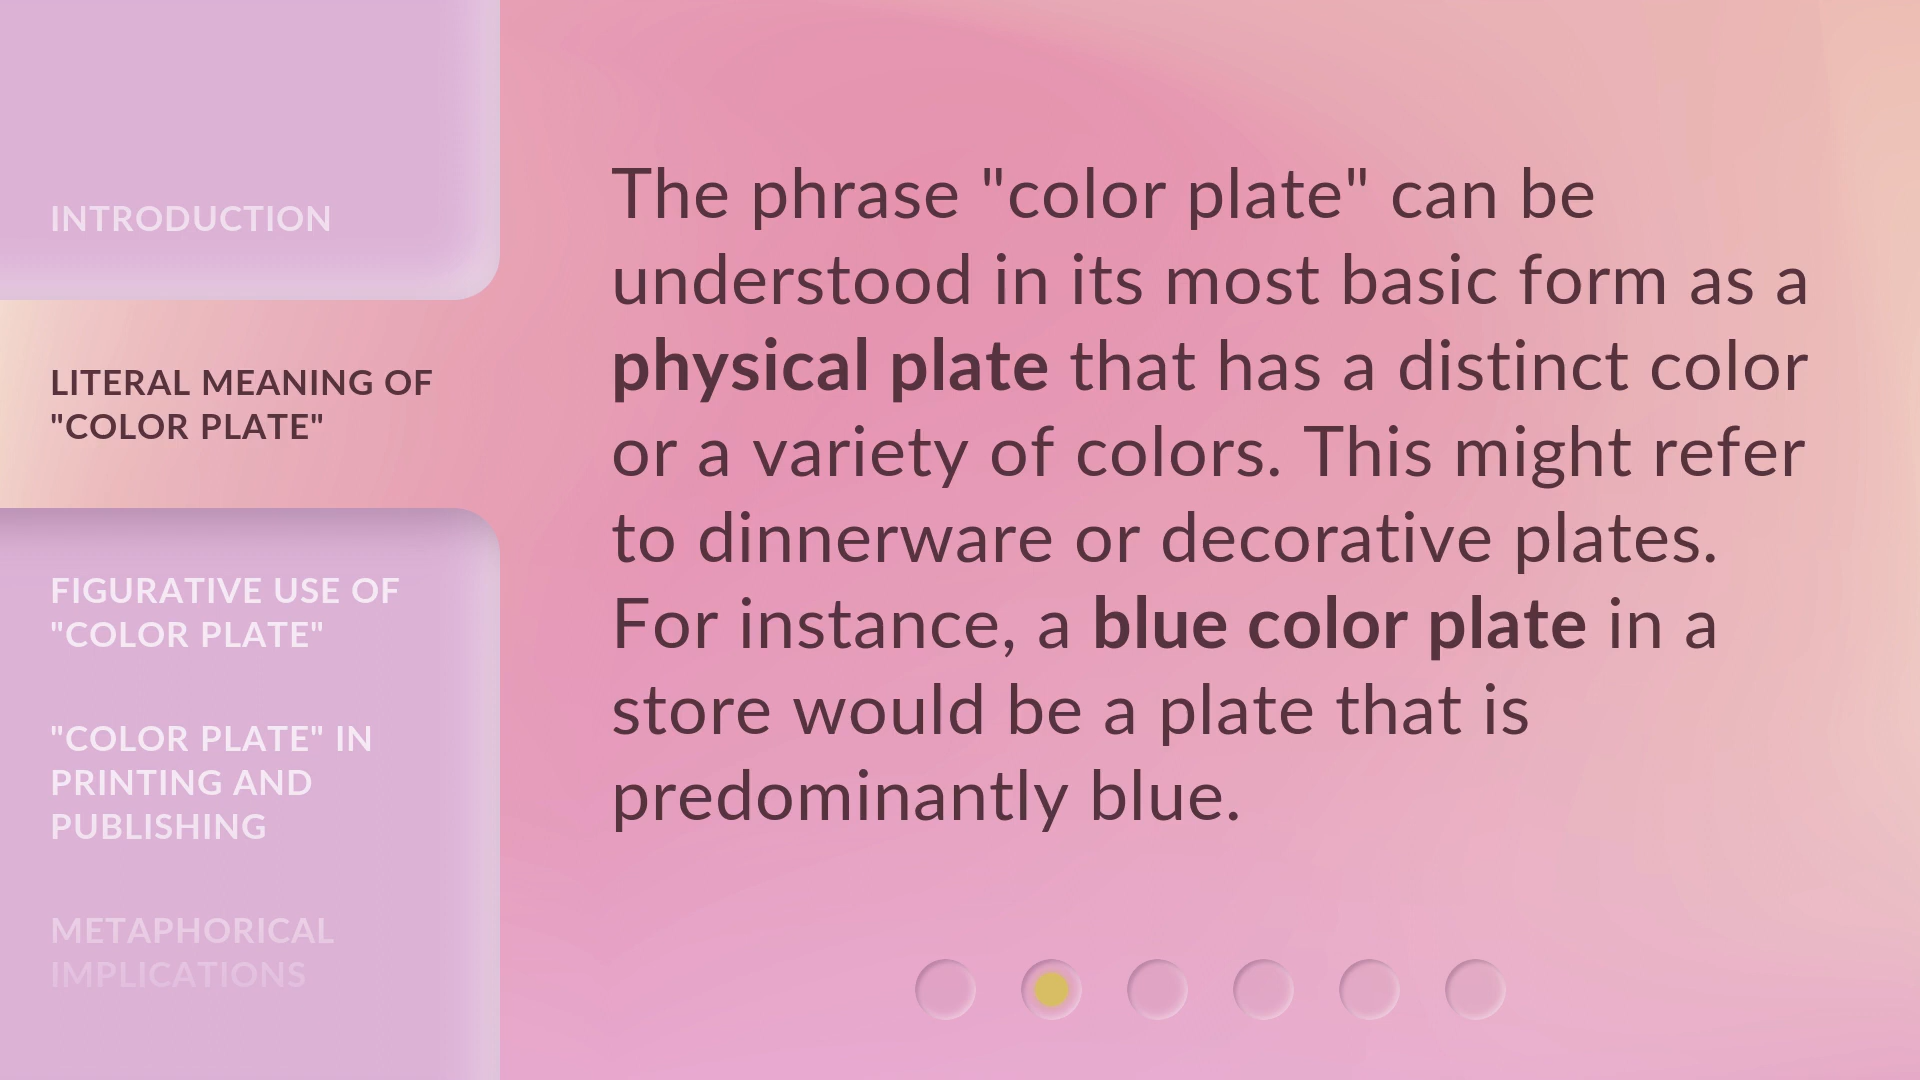 INTRODUCTION
LITERAL MEANING OF
"COLOR PLATE"
FIGURATIVE USE OF
"COLOR PLATE"
"COLOR PLATE" IN
PRINTING AND
PUBLISHING
METAPHORICAL
IMPLICATIONS
The phrase "color plate" can be
understood in its most basic form as a
physical plate that has a distinct color
or a variety of colors. This might refer
to dinnerware or decorative plates.
For instance, a blue color plate in a
store would be a plate that is
predominantly blue.